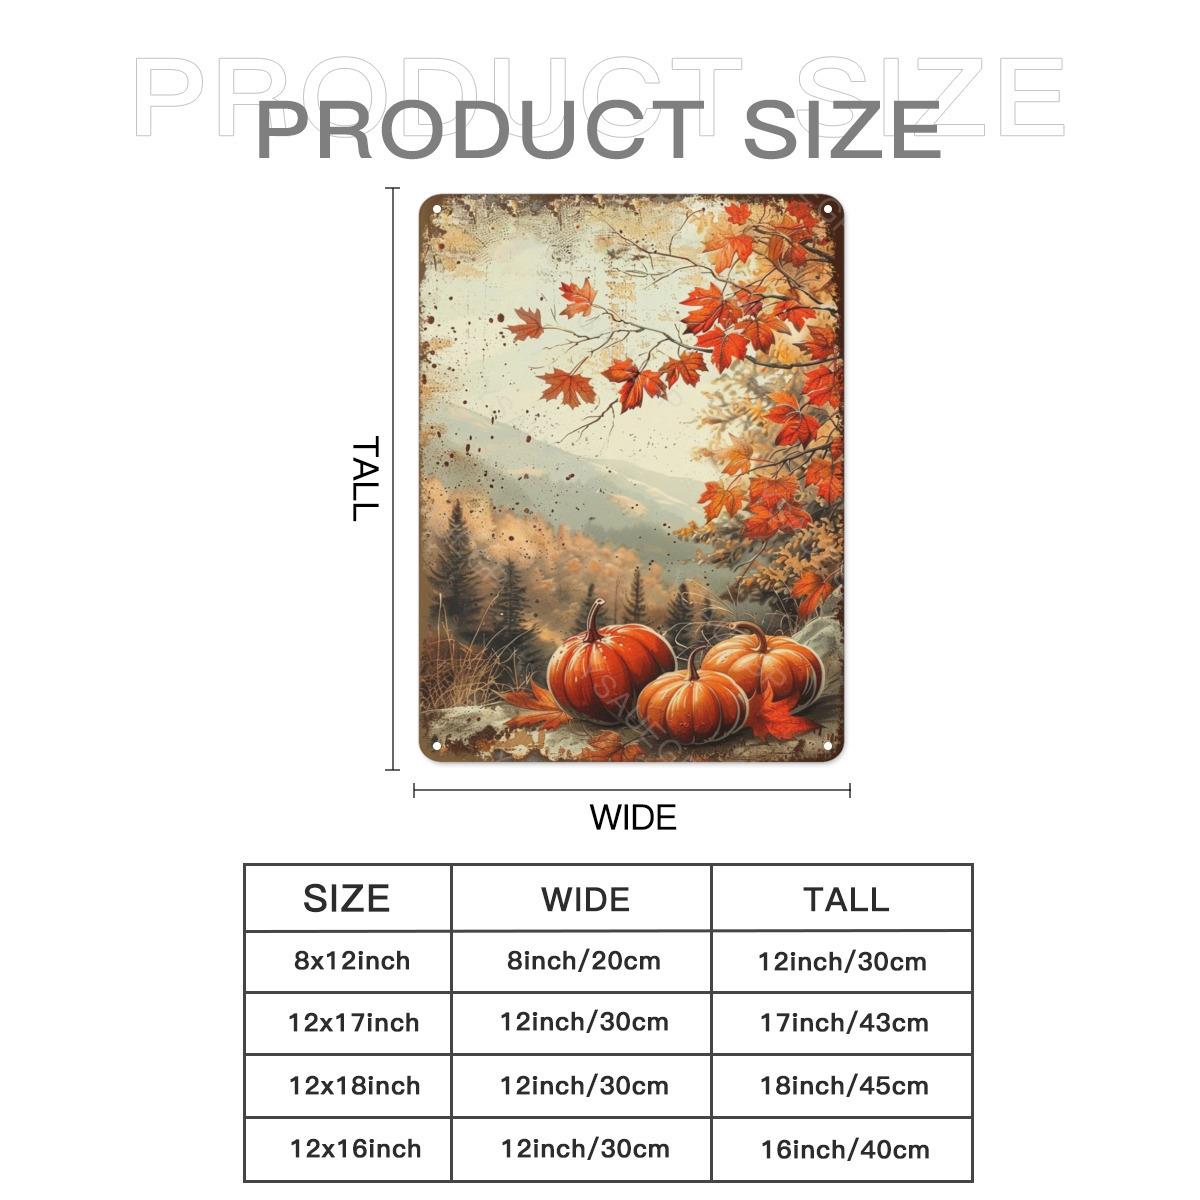 PRODUCT SIZE
PRODUCT SIZE
TALL
WIDE
SIZE WIDE TALL
8x12inch 8inch/20cm 12inch/30cm
12x17inch 12inch/30cm 17inch/43cm
12x18inch 12inch/30cm 18inch/45cm
12x16inch 12inch/30cm 16inch/40cm